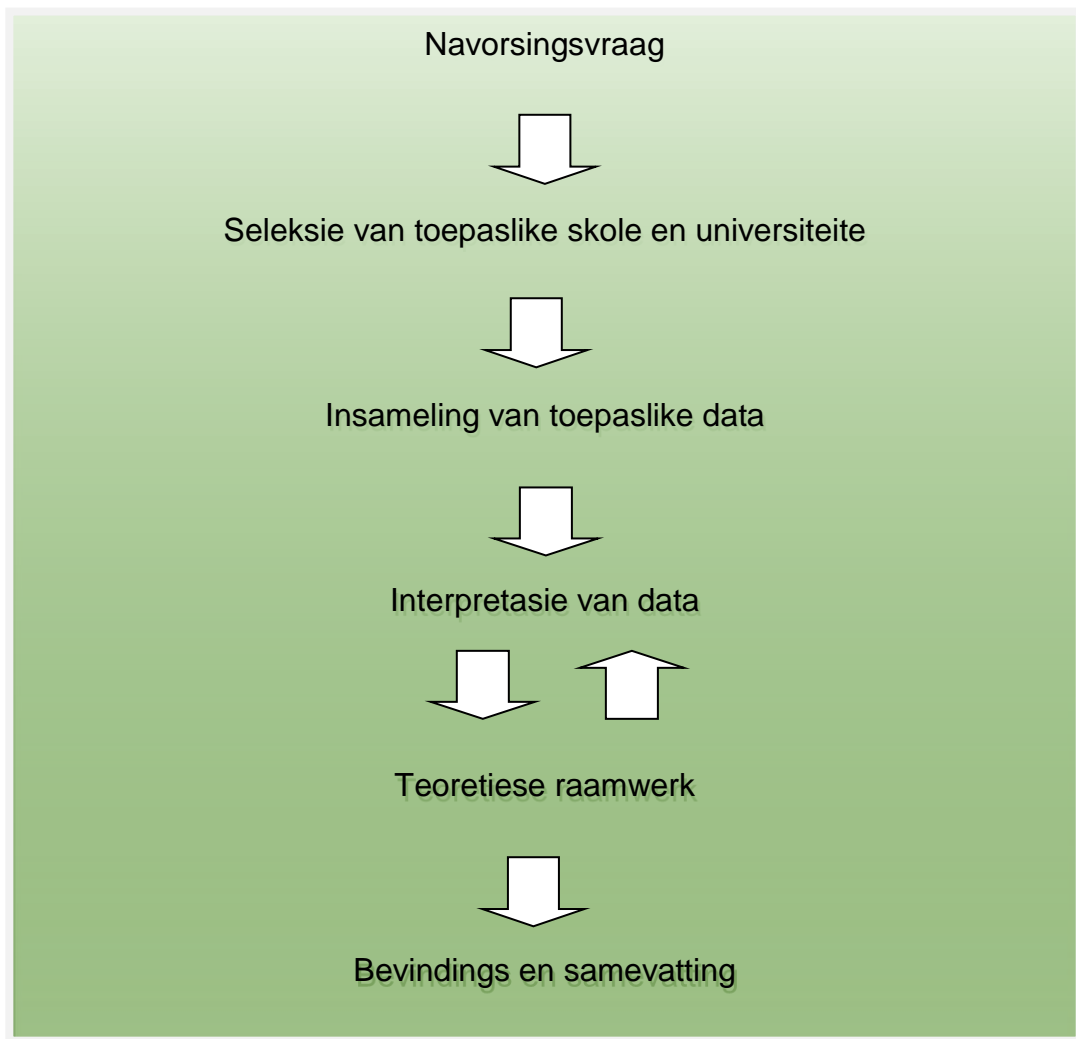 Navorsingsvraag
Seleksie van toepaslike skole en universiteite
Insameling van toepaslike data
Interpretasie van data
Teoretiese raamwerk
Bevindings en samevatting